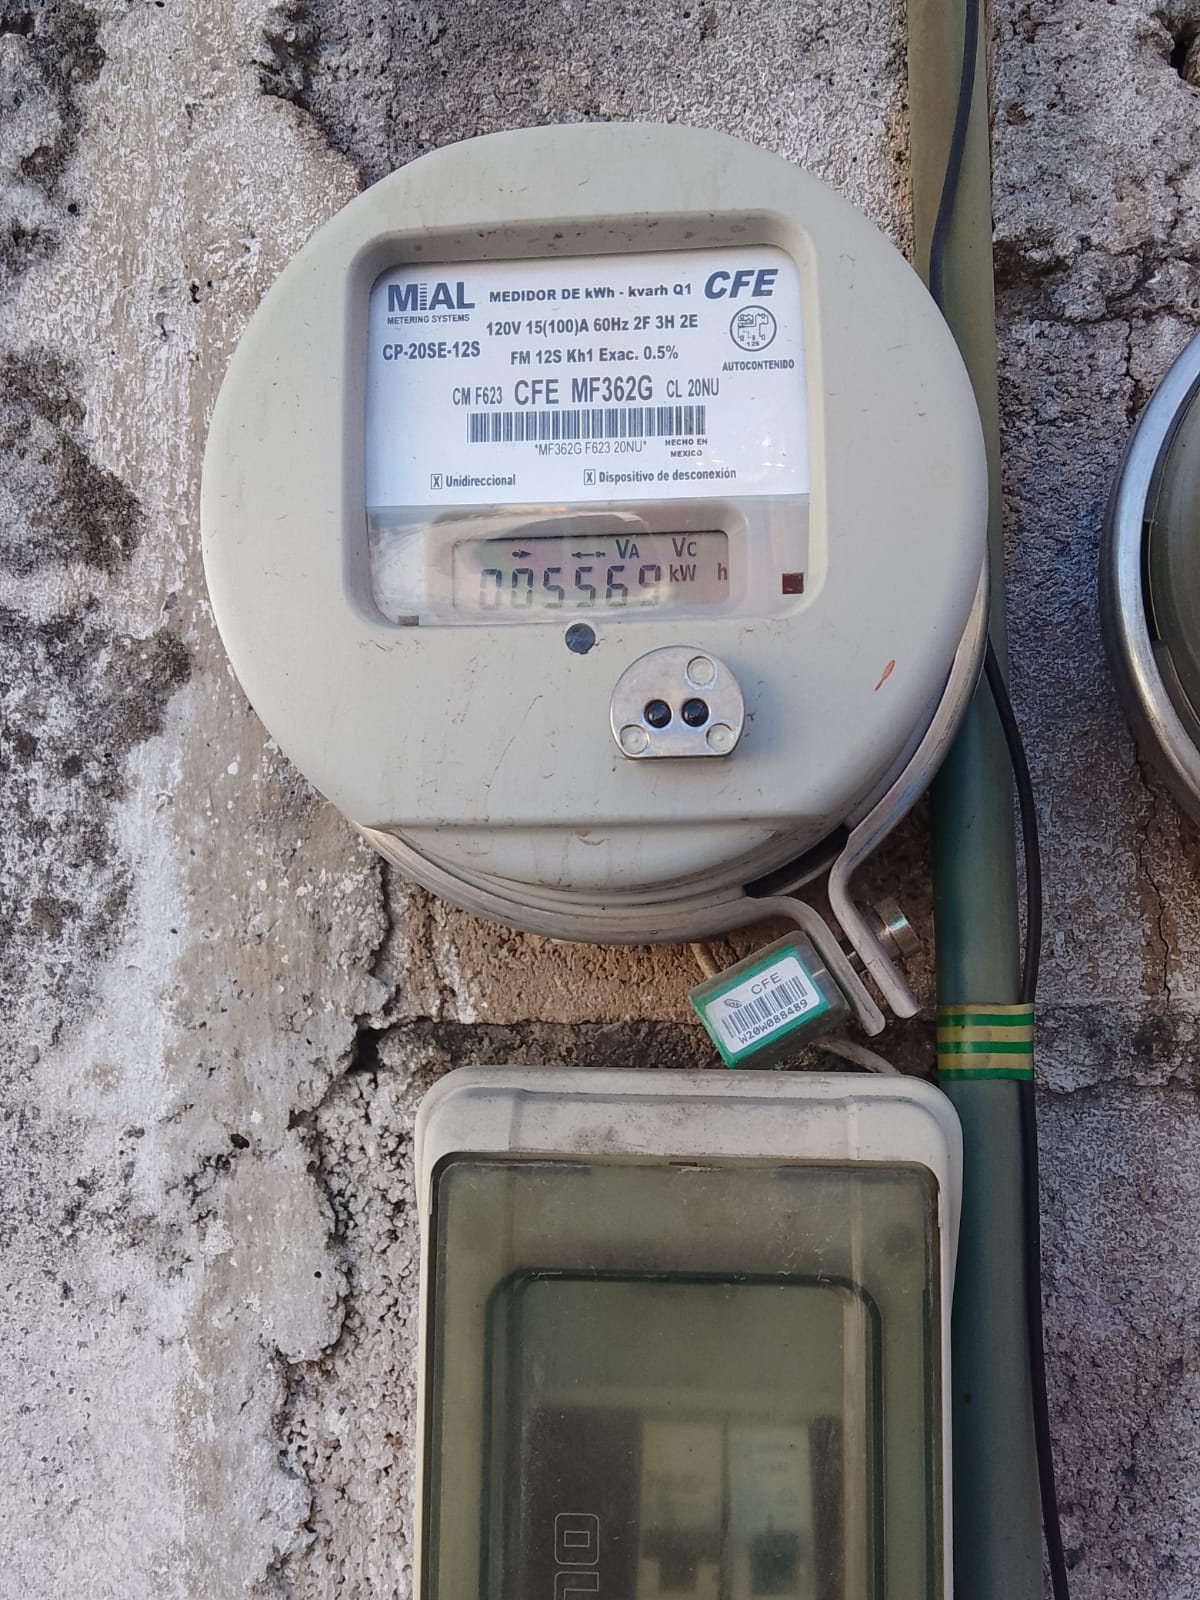 MIAL
METERING SYSTEMS
MEDIDOR DE kWh - kvarh Q1
CFE
120V 15(100)A 60Hz 2F 3H 2E
CP-20SE-12S
FM 12S Kh1 Exac. 0.5%
12S
AUTOCONTENIDO
CM F623 CFE MF362G CL 20NU
*MF362G F623 20NU*
HECHO EN
MEXICO
X Unidireccional
X Dispositivo de desconexión
VA VC
005569 kW h
CFE
W20W088489